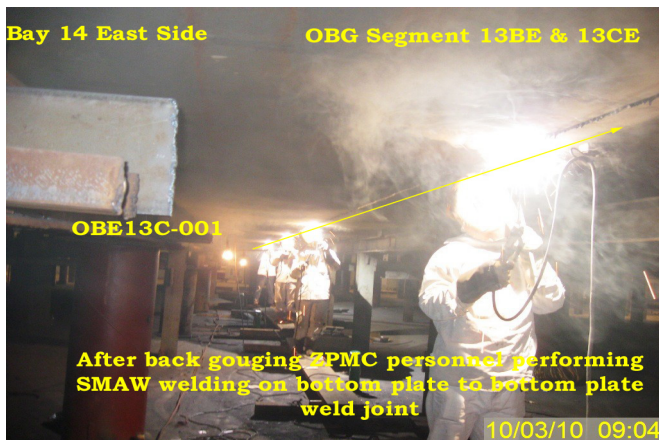 Bay 14 East Side
OBG Segment 13BE & 13CE
OBE13C-001
After back gouging ZPMC personnel performing
SMAW welding on bottom plate to bottom plate
weld joint
10/03/10 09:04